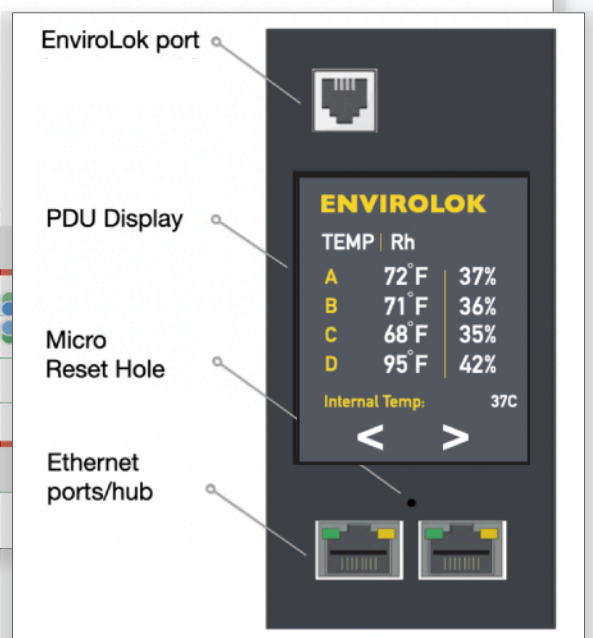 EnviroLok port
ENVIROLOK
TEMP | Rh
PDU Display
A 72°F 37%
B 71°F 36%
C 68°F 35%
D 95°F 42%
Micro
Reset Hole
Internal Temp: 37C
< >
Ethernet
ports/hub